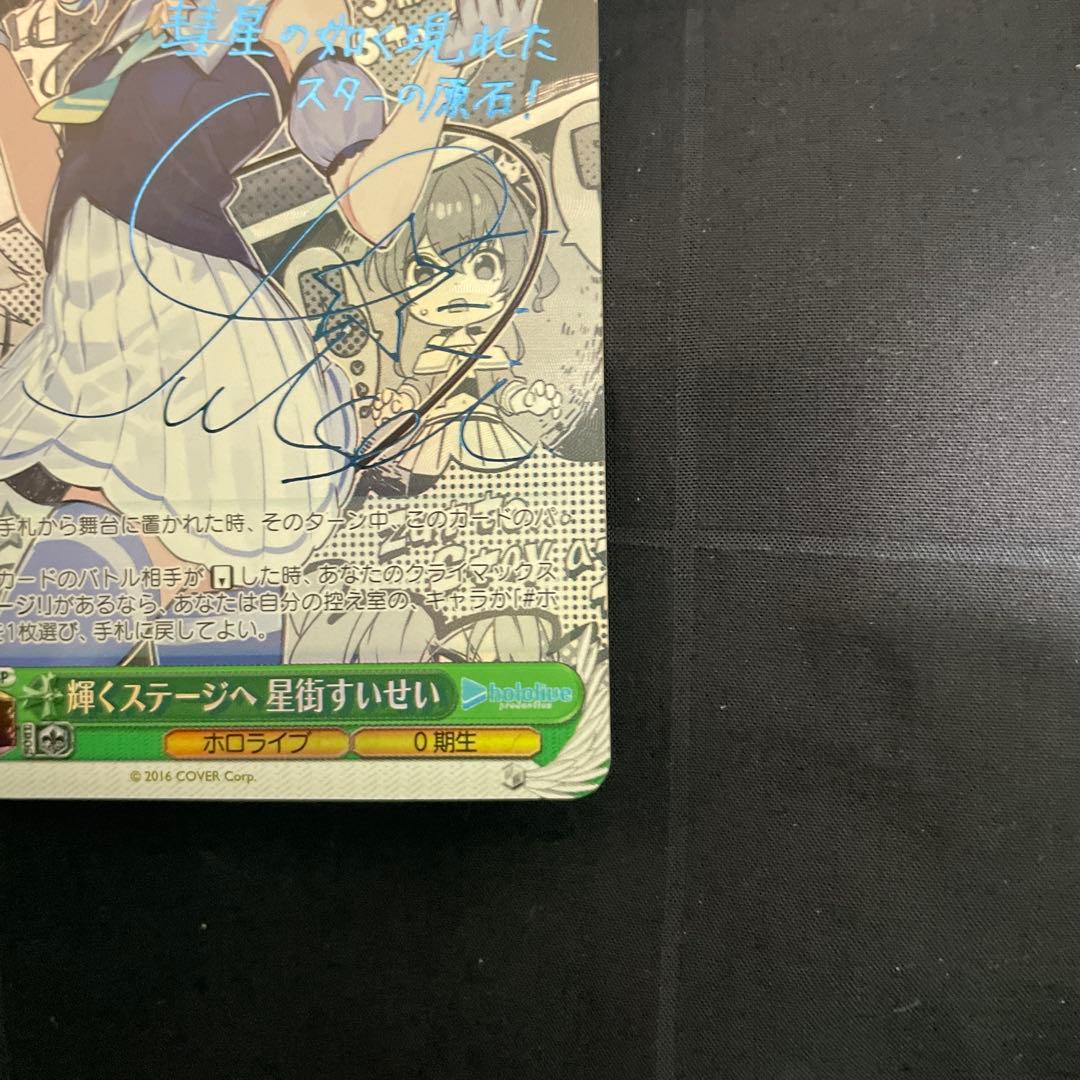 彗星の如く現れた
スターの原石!
手札から舞台に置かれた時、そのターン中、このカードのパ
カードのバトル相手が した時、あなたのクライマックス
ージ!」があるなら、あなたは自分の控え室の、キャラか「#ホ
を1枚選び、手札に戻してよい。
輝くステージへ 星街すいせい
hololive
production
ホロライブ
0期生
© 2016 COVER Corp.